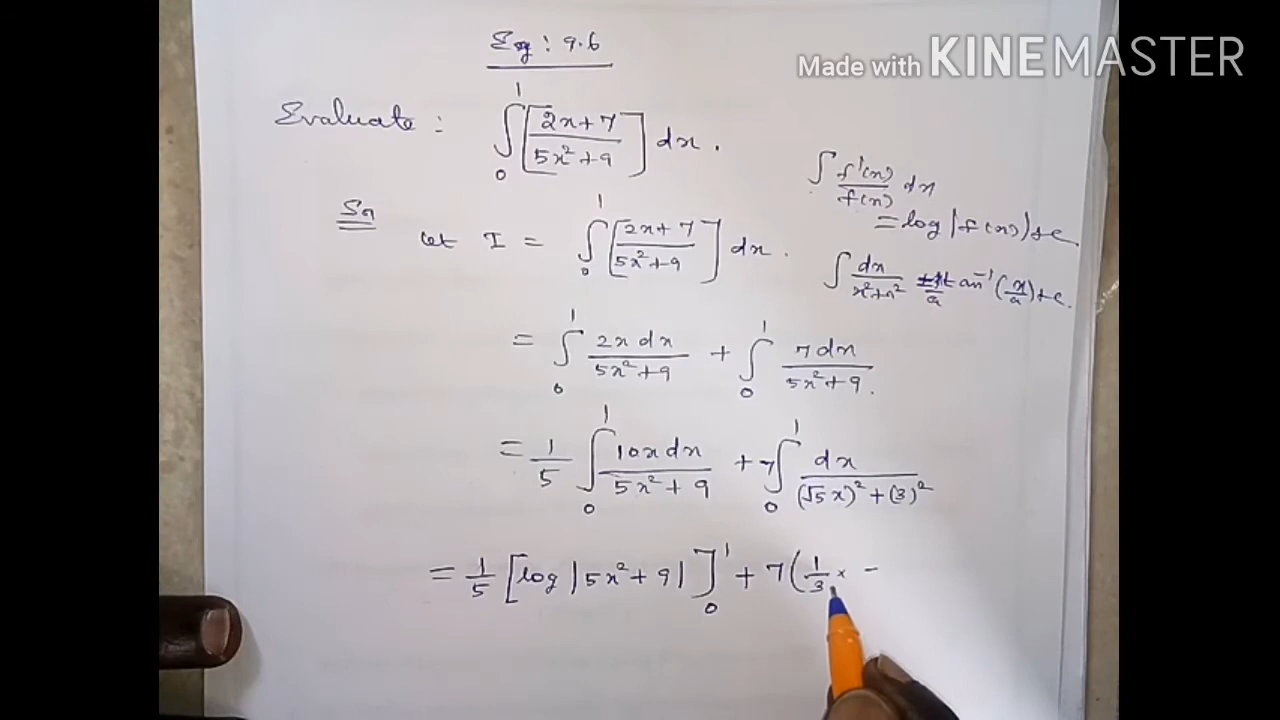 Made with KINEMASTER
Eg: 9.6
Evaluate: ∫₀¹ [(2x+7)/(5x²+9)] dx.
Sn
let I = ∫₀¹ [(2x+7)/(5x²+9)] dx.
= ∫₀¹ 2x dx/(5x²+9) + ∫₀¹ 7dx/(5x²+9).
= 1/5 ∫₀¹ 10x dx/(5x²+9) + 7∫₀¹ dx/((√5x)²+(3)²)
= 1/5 [log |5x²+9|]₀¹ + 7(1/3 × -
∫ f'(x)/f(x) dx
= log|f(x)|+c
∫ dx/(x²+a²) tan⁻¹(x/a)+c.